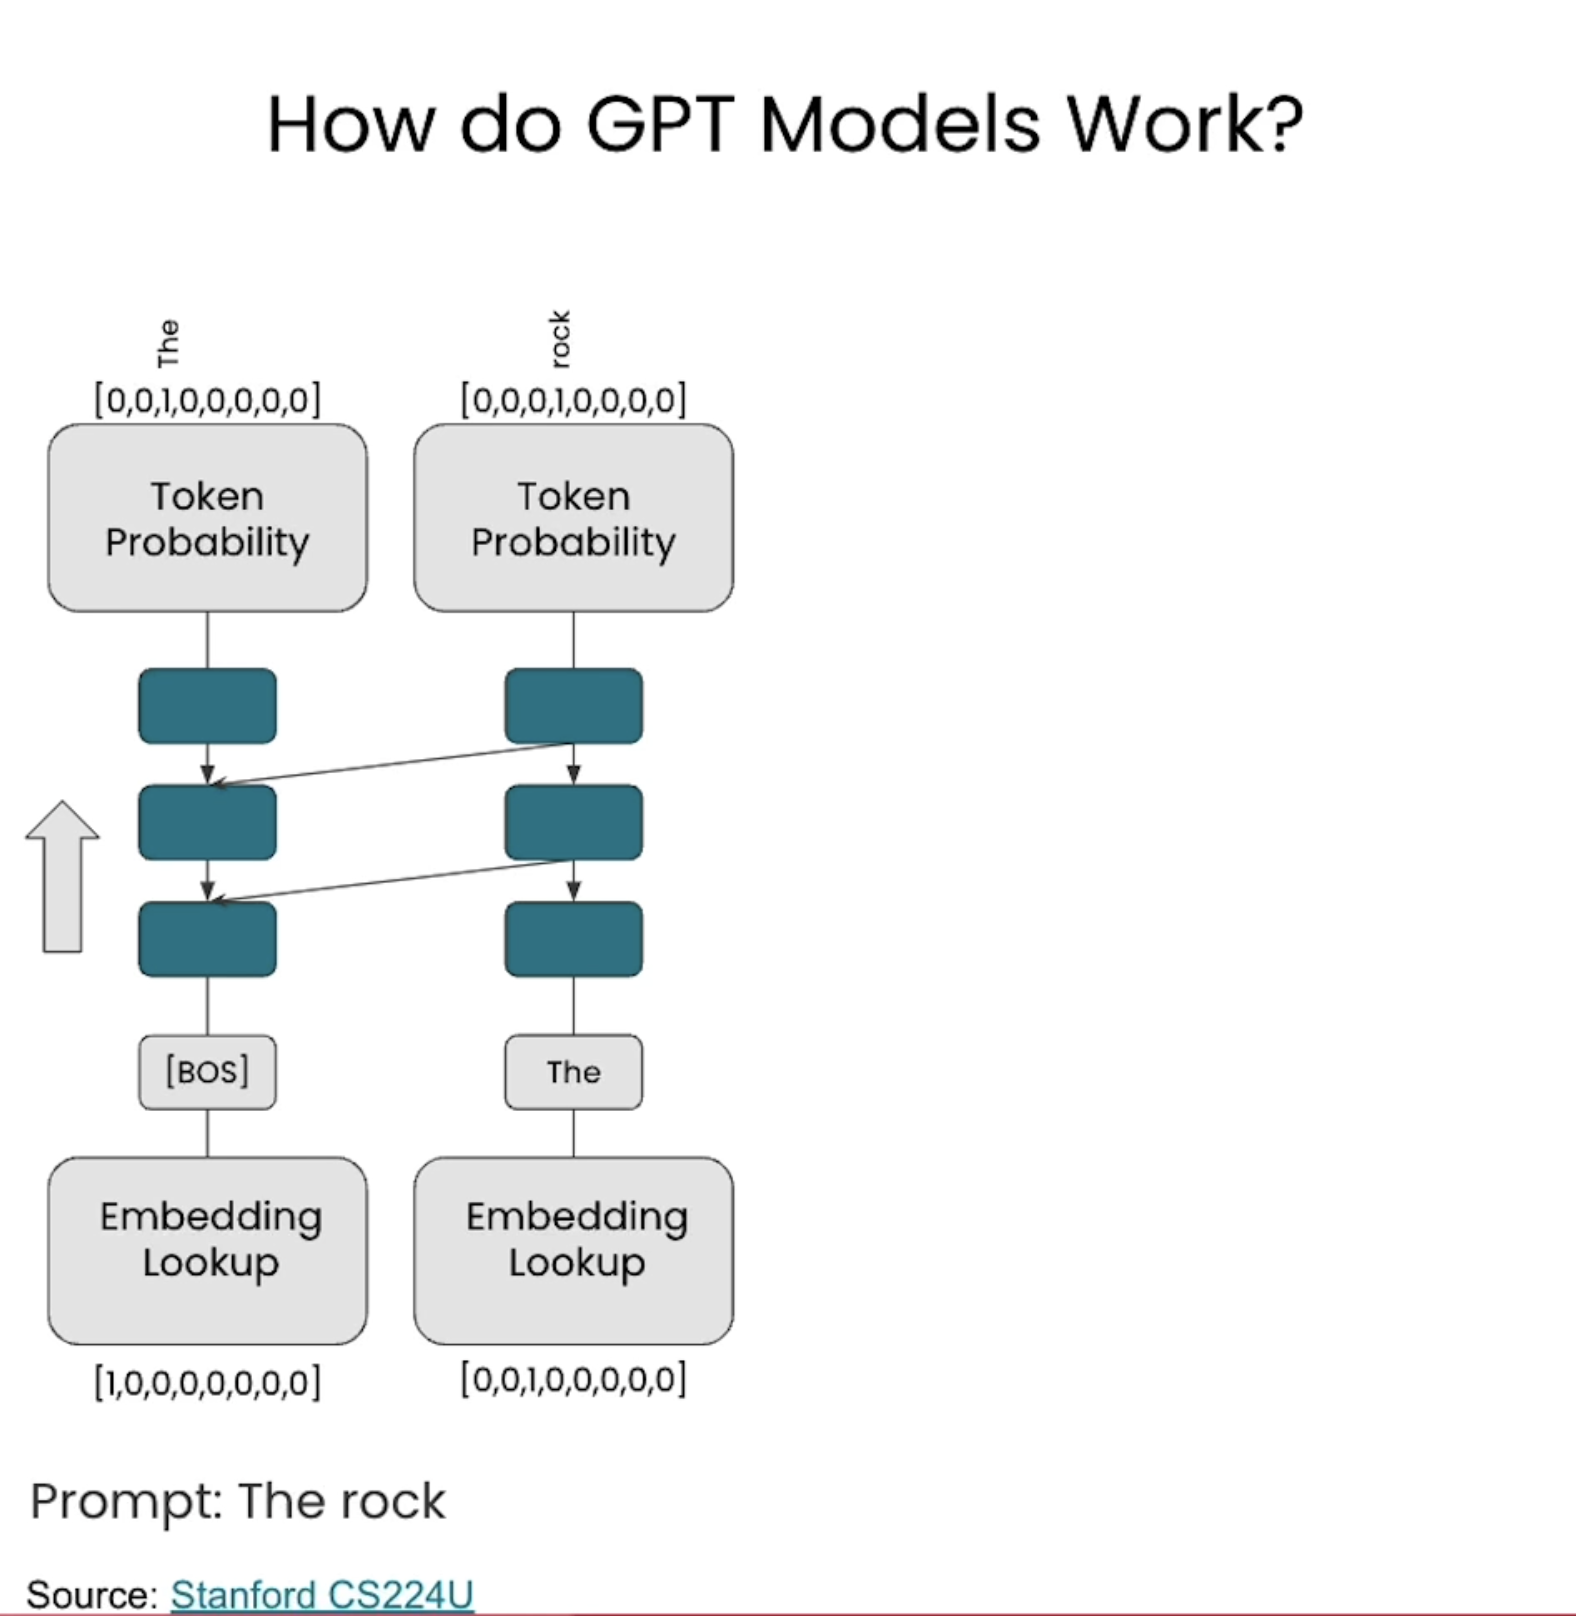 How do GPT Models Work?
The
rock
[0,0,1,0,0,0,0,0]
[0,0,0,1,0,0,0,0]
Token
Probability
Token
Probability
[BOS]
The
Embedding
Lookup
Embedding
Lookup
[1,0,0,0,0,0,0,0]
[0,0,1,0,0,0,0,0]
Prompt: The rock
Source: Stanford CS224U